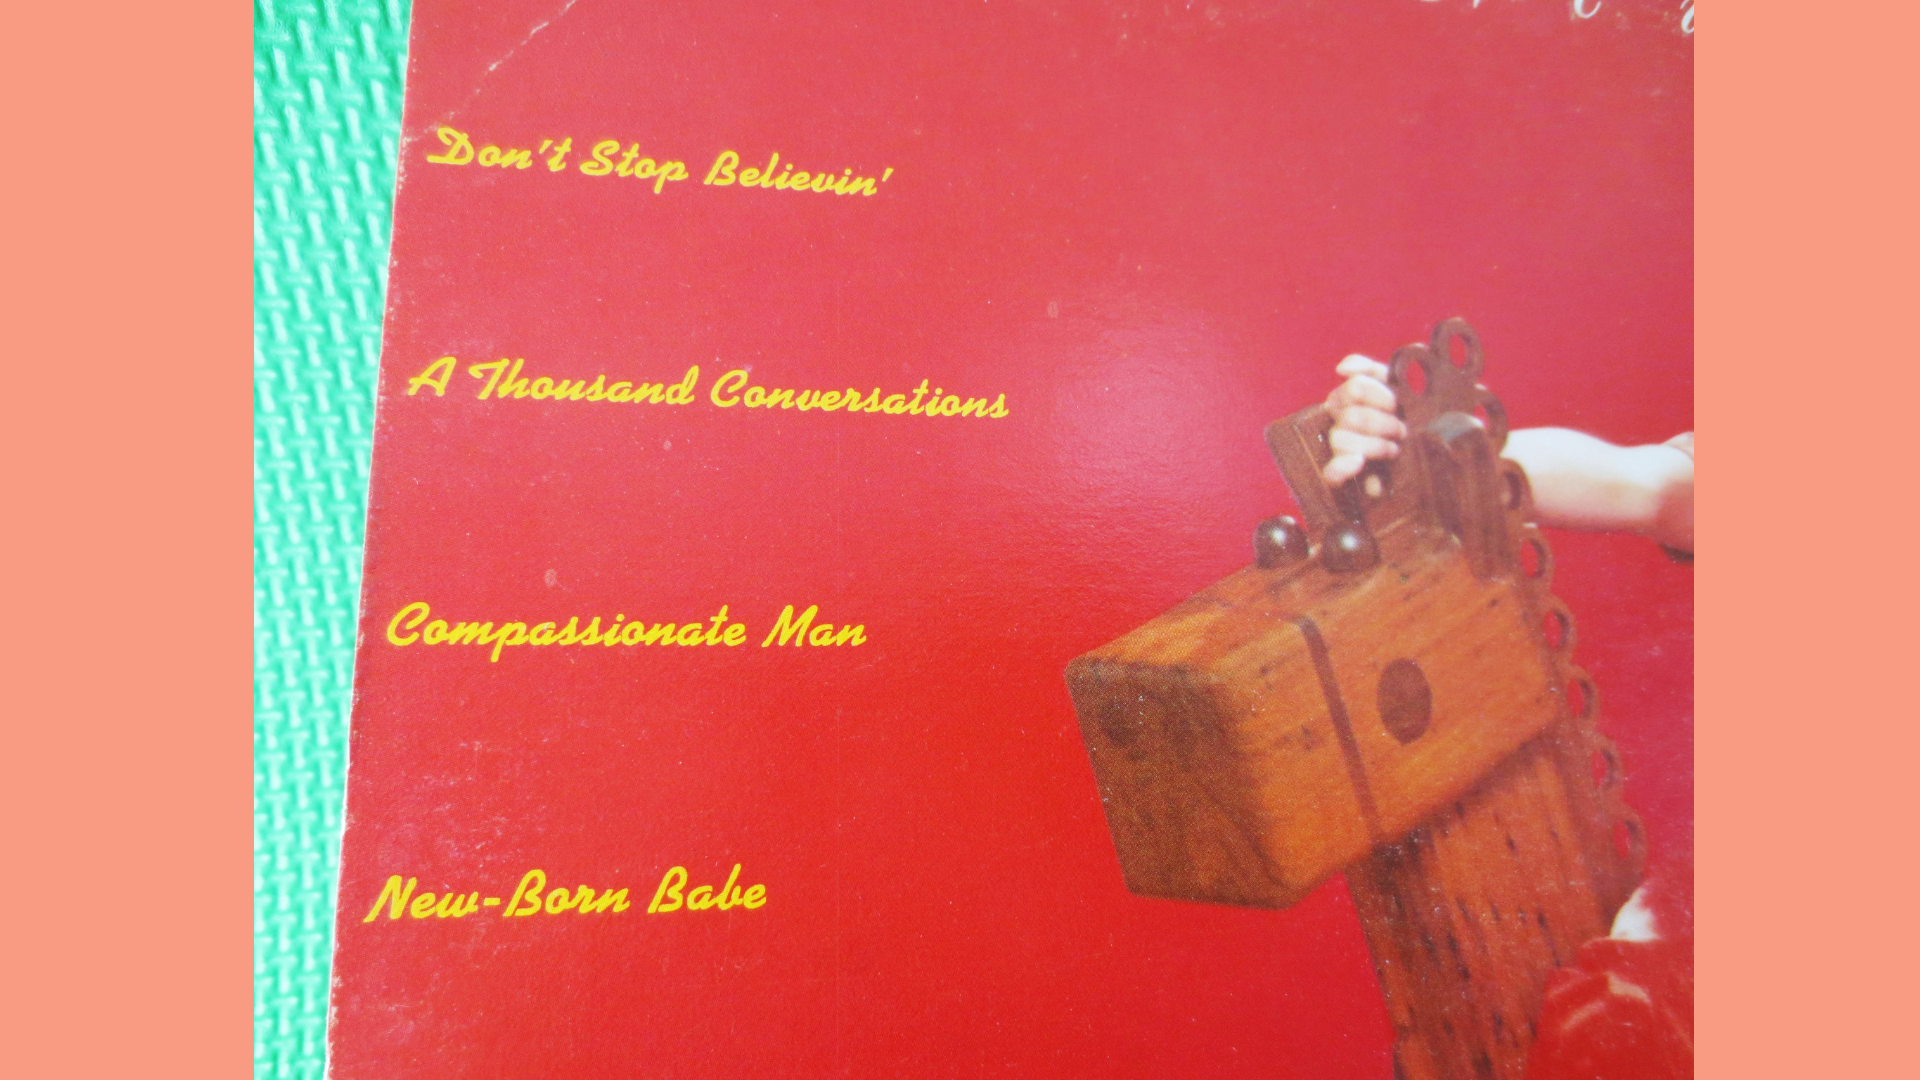 Don't Stop Believin'
A Thousand Conversations
Compassionate Man
New-Born Babe